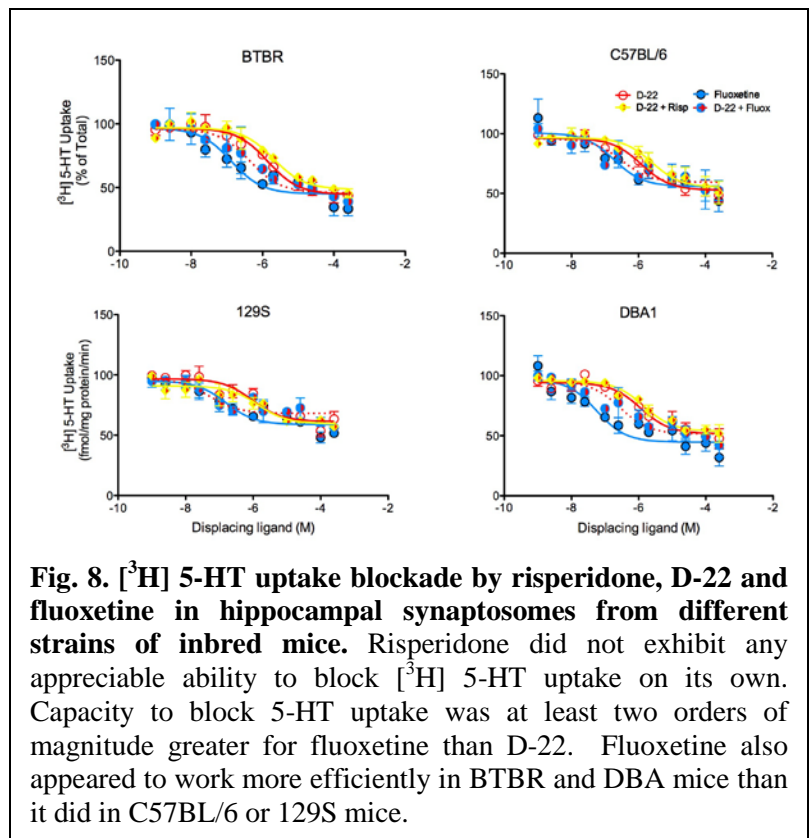 BTBR
C57BL/6
150
100
50
0
[³H] 5-HT Uptake
(% of Total)
-10 -8 -6 -4 -2
150
100
50
0
D-22
Fluoxetine
D-22 + Risp
D-22 + Fluox
-10 -8 -6 -4 -2
129S
DBA1
150
100
50
0
[³H] 5-HT Uptake
(fmol/mg protein/min)
-10 -8 -6 -4 -2
Displacing ligand (M)
150
100
50
0
-10 -8 -6 -4 -2
Displacing ligand (M)
Fig. 8. [³H] 5-HT uptake blockade by risperidone, D-22 and
fluoxetine in hippocampal synaptosomes from different
strains of inbred mice. Risperidone did not exhibit any
appreciable ability to block [³H] 5-HT uptake on its own.
Capacity to block 5-HT uptake was at least two orders of
magnitude greater for fluoxetine than D-22. Fluoxetine also
appeared to work more efficiently in BTBR and DBA mice than
it did in C57BL/6 or 129S mice.